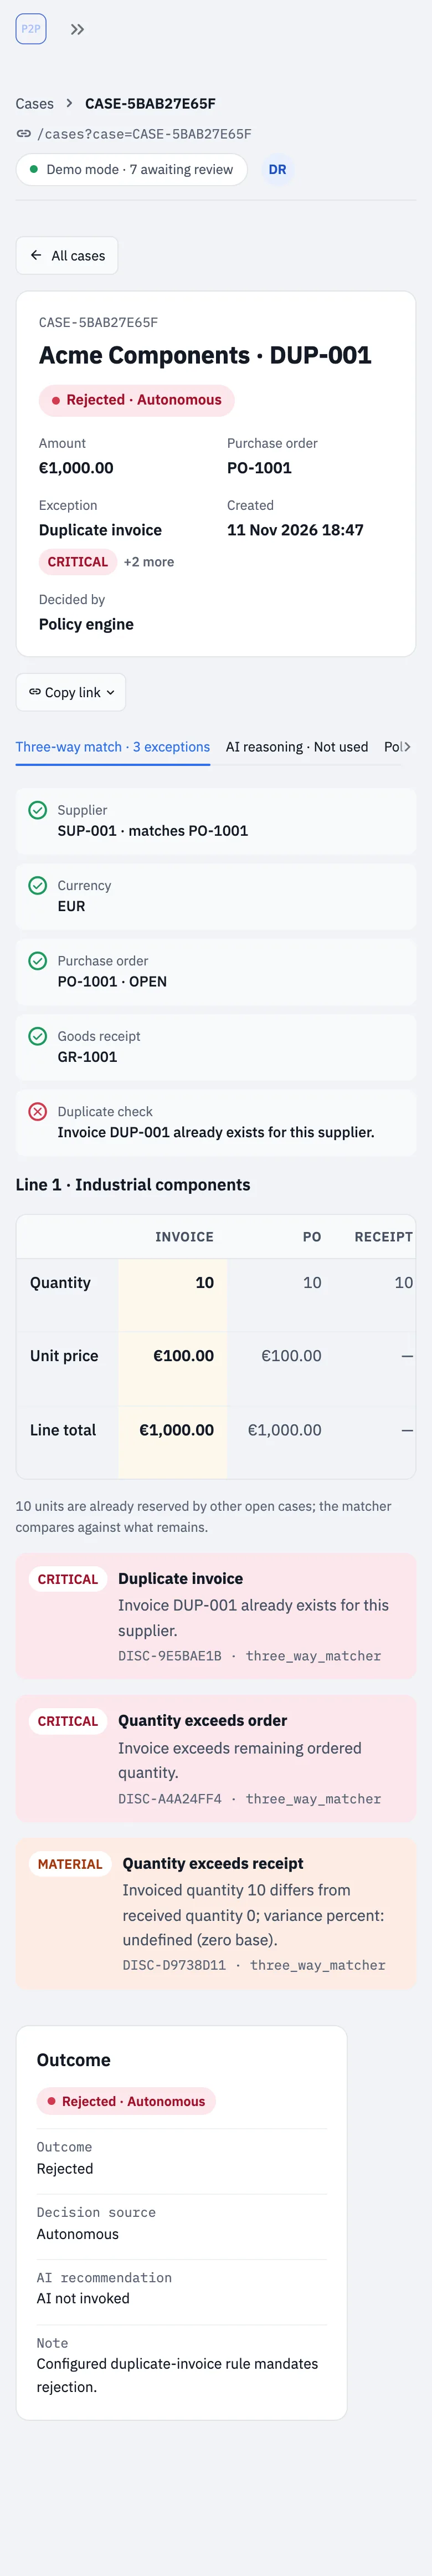 P2P
Cases > CASE-5BAB27E65F
/cases?case=CASE-5BAB27E65F
Demo mode · 7 awaiting review DR
← All cases
CASE-5BAB27E65F
Acme Components · DUP-001
Rejected · Autonomous
Amount Purchase order
€1,000.00 PO-1001
Exception Created
Duplicate invoice 11 Nov 2026 18:47
CRITICAL +2 more
Decided by
Policy engine
Copy link
Three-way match · 3 exceptions AI reasoning · Not used Pol
Supplier
SUP-001 · matches PO-1001
Currency
EUR
Purchase order
PO-1001 · OPEN
Goods receipt
GR-1001
Duplicate check
Invoice DUP-001 already exists for this supplier.
Line 1 · Industrial components
INVOICE PO RECEIPT
Quantity 10 10 10
Unit price €100.00 €100.00 —
Line total €1,000.00 €1,000.00 —
10 units are already reserved by other open cases; the matcher
compares against what remains.
CRITICAL Duplicate invoice
Invoice DUP-001 already exists for this
supplier.
DISC-9E5BAE1B · three_way_matcher
CRITICAL Quantity exceeds order
Invoice exceeds remaining ordered
quantity.
DISC-A4A24FF4 · three_way_matcher
MATERIAL Quantity exceeds receipt
Invoiced quantity 10 differs from
received quantity 0; variance percent:
undefined (zero base).
DISC-D9738D11 · three_way_matcher
Outcome
Rejected · Autonomous
Outcome
Rejected
Decision source
Autonomous
AI recommendation
AI not invoked
Note
Configured duplicate-invoice rule mandates
rejection.